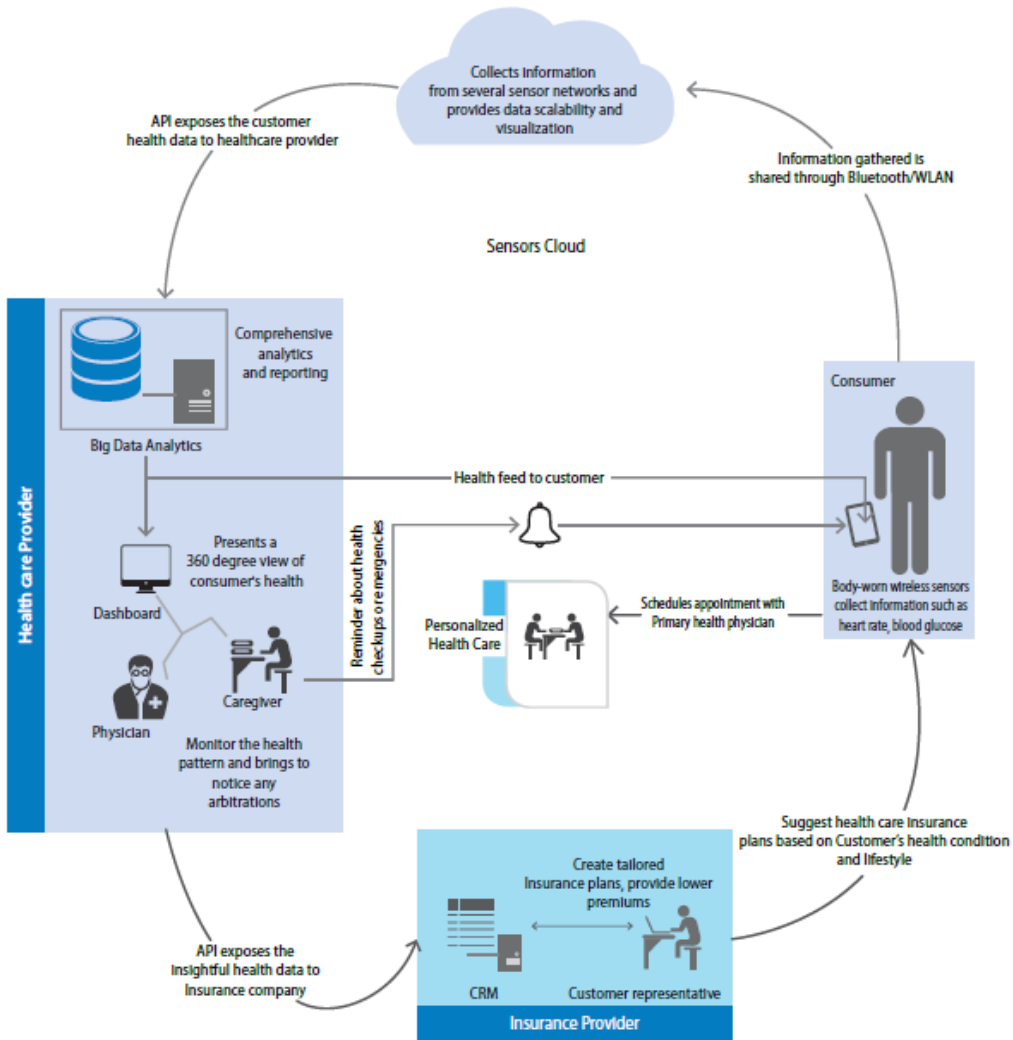 Collects information
from several sensor networks and
provides data scalability and
visualization
API exposes the customer
health data to healthcare provider
Information gathered is
shared through Bluetooth/WLAN
Sensors Cloud
Health care Provider
Comprehensive
analytics
and reporting
Big Data Analytics
Consumer
Health feed to customer
Presents a
360 degree view of
consumer's health
Dashboard
Reminder about health
checkups or emergencies
Body-worn wireless sensors
collect information such as
heart rate, blood glucose
Schedules appointment with
Primary health physician
Personalized
Health Care
Caregiver
Physician
Monitor the health
pattern and brings to
notice any
arbitrations
Suggest health care insurance
plans based on Customer's health condition
and lifestyle
Create tailored
Insurance plans, provide lower
premiums
API exposes the
insightful health data to
Insurance company
CRM
Customer representative
Insurance Provider